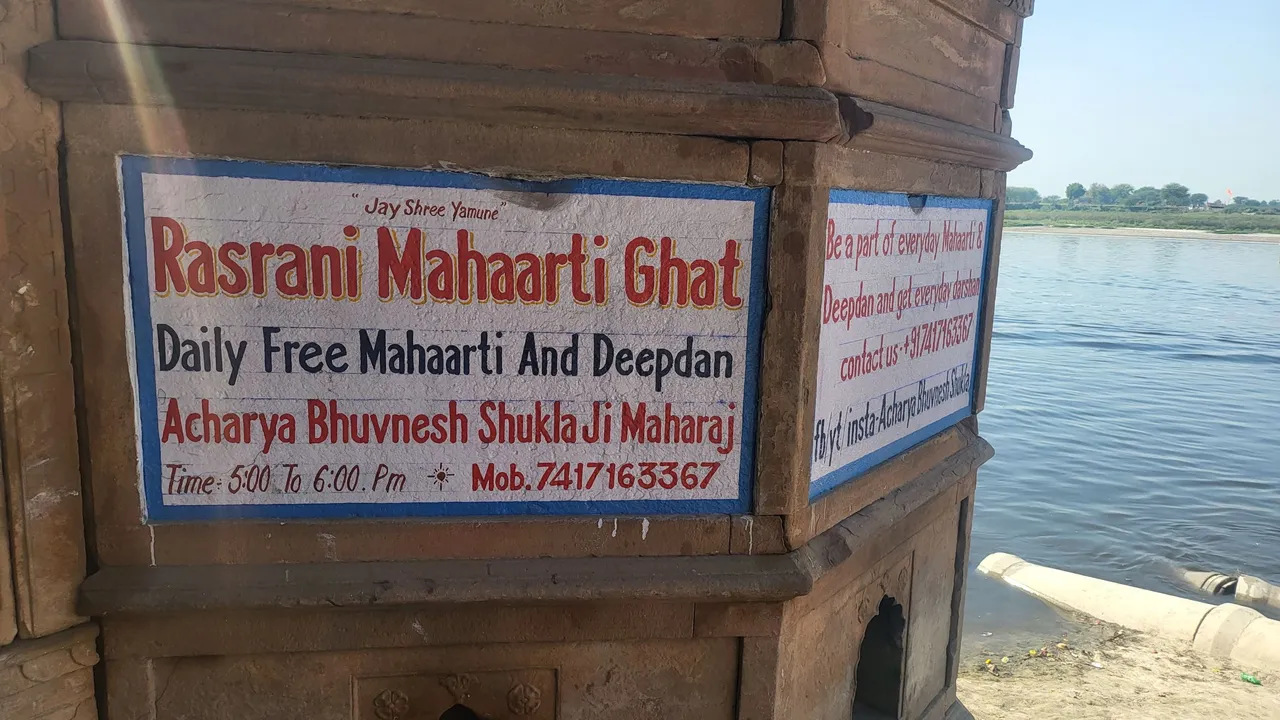 "Jay Shree Yamune"
Rasrani Mahaarti Ghat
Daily Free Mahaarti And Deepdan
Acharya Bhuvnesh Shukla Ji Maharaj
Time: 5:00 To 6:00. Pm Mob. 7417163367
Be a part of everyday Mahaarti &
Deepdan and get everyday darshan
contact us-+917417163367
fb/yt/insta-Acharya Bhuvnesh Shukla